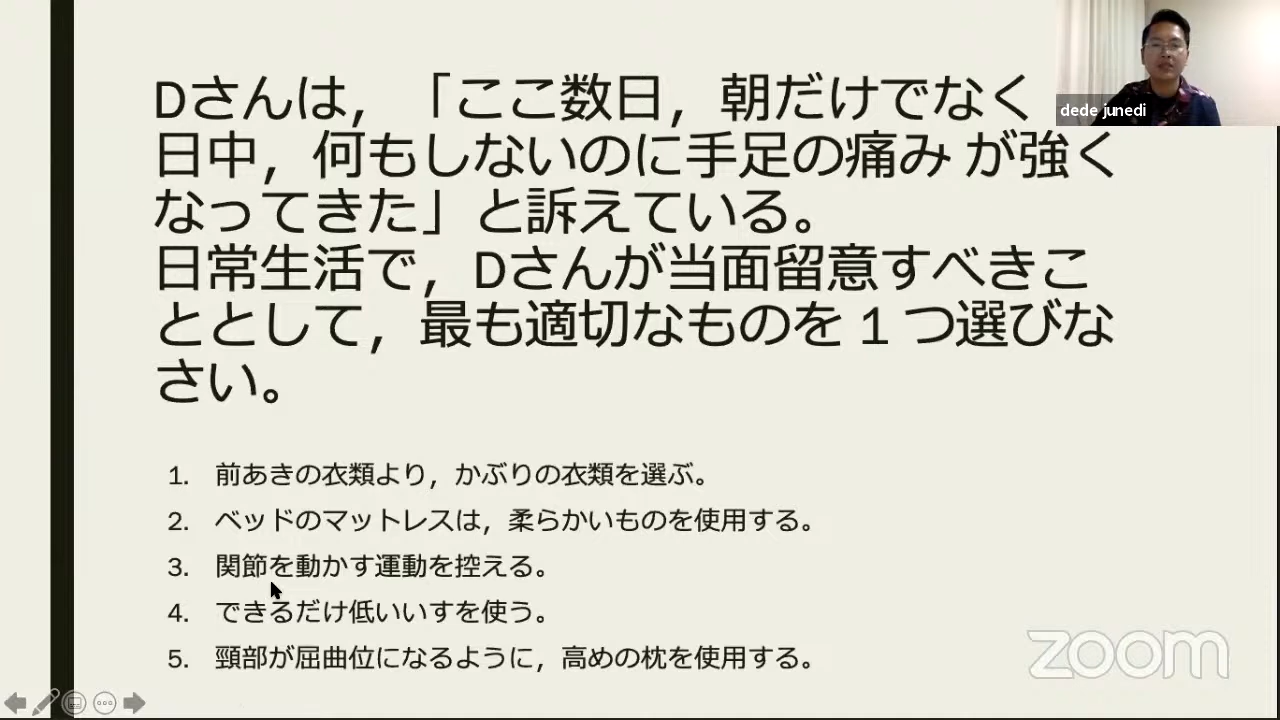 Dさんは，「ここ数日，朝だけでなく
日中，何もしないのに手足の痛み が強く
なってきた」と訴えている。
日常生活で，Dさんが当面留意すべきこ
ととして，最も適切なものを１つ選びな
さい。
1. 前あきの衣類より，かぶりの衣類を選ぶ。
2. ベッドのマットレスは，柔らかいものを使用する。
3. 関節を動かす運動を控える。
4. できるだけ低いいすを使う。
5. 頸部が屈曲位になるように，高めの枕を使用する。
dede junedi
zoom